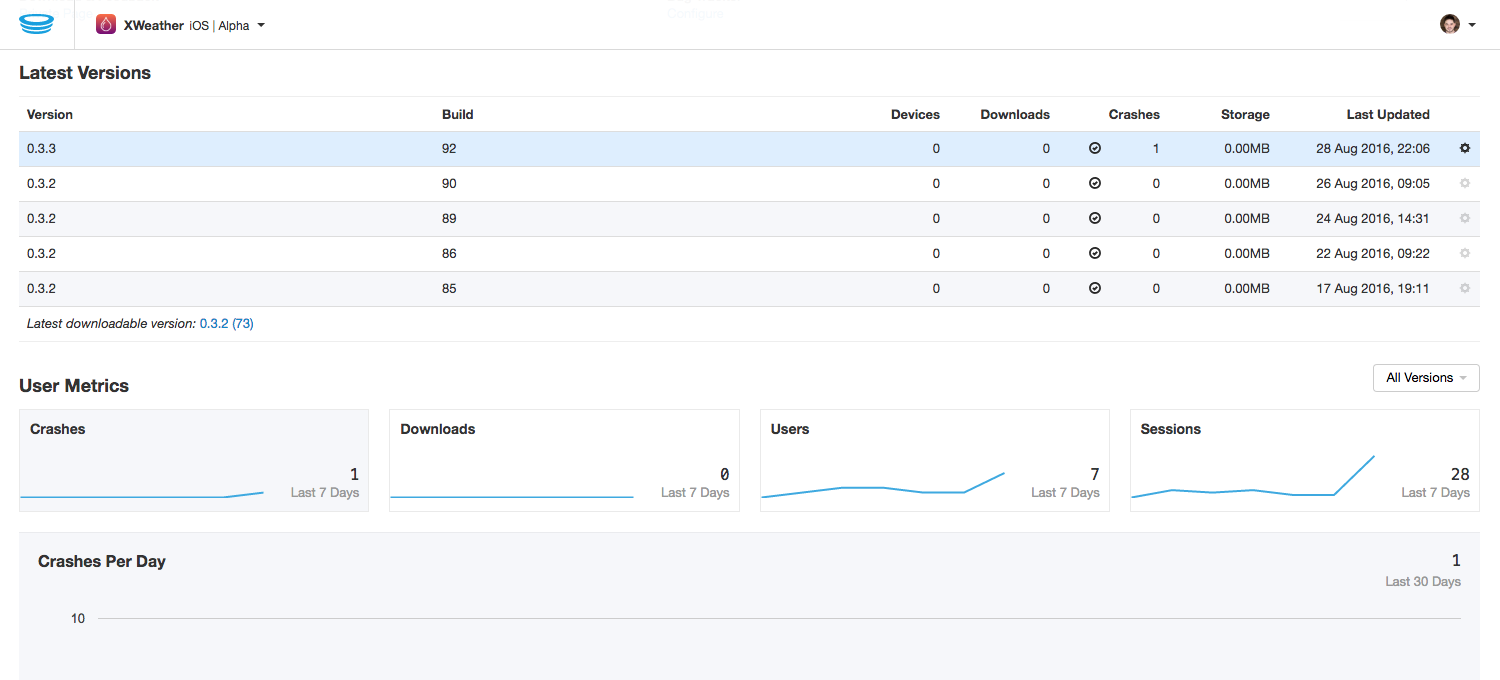 XWeather iOS | Alpha
Latest Versions
Version Build Devices Downloads Crashes Storage Last Updated
0.3.3 92 0 0 1 0.00MB 28 Aug 2016, 22:06
0.3.2 90 0 0 0 0.00MB 26 Aug 2016, 09:05
0.3.2 89 0 0 0 0.00MB 24 Aug 2016, 14:31
0.3.2 86 0 0 0 0.00MB 22 Aug 2016, 09:22
0.3.2 85 0 0 0 0.00MB 17 Aug 2016, 19:11
Latest downloadable version: 0.3.2 (73)
User Metrics All Versions
Crashes Downloads Users Sessions
1 0 7 28
Last 7 Days Last 7 Days Last 7 Days Last 7 Days
Crashes Per Day 1
Last 30 Days
10